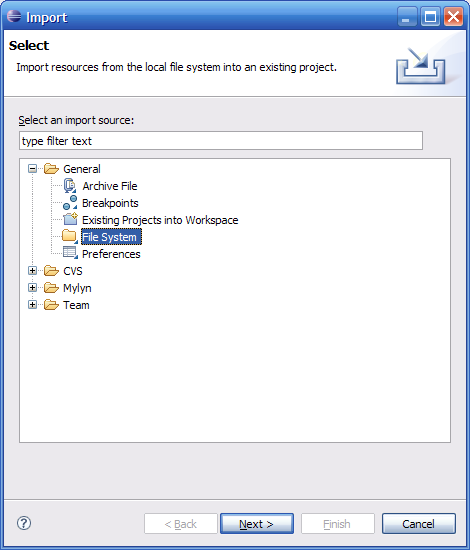 Import
Select
Import resources from the local file system into an existing project.
Select an import source:
type filter text
General
Archive File
Breakpoints
Existing Projects into Workspace
File System
Preferences
CVS
Mylyn
Team
?
< Back
Next >
Finish
Cancel